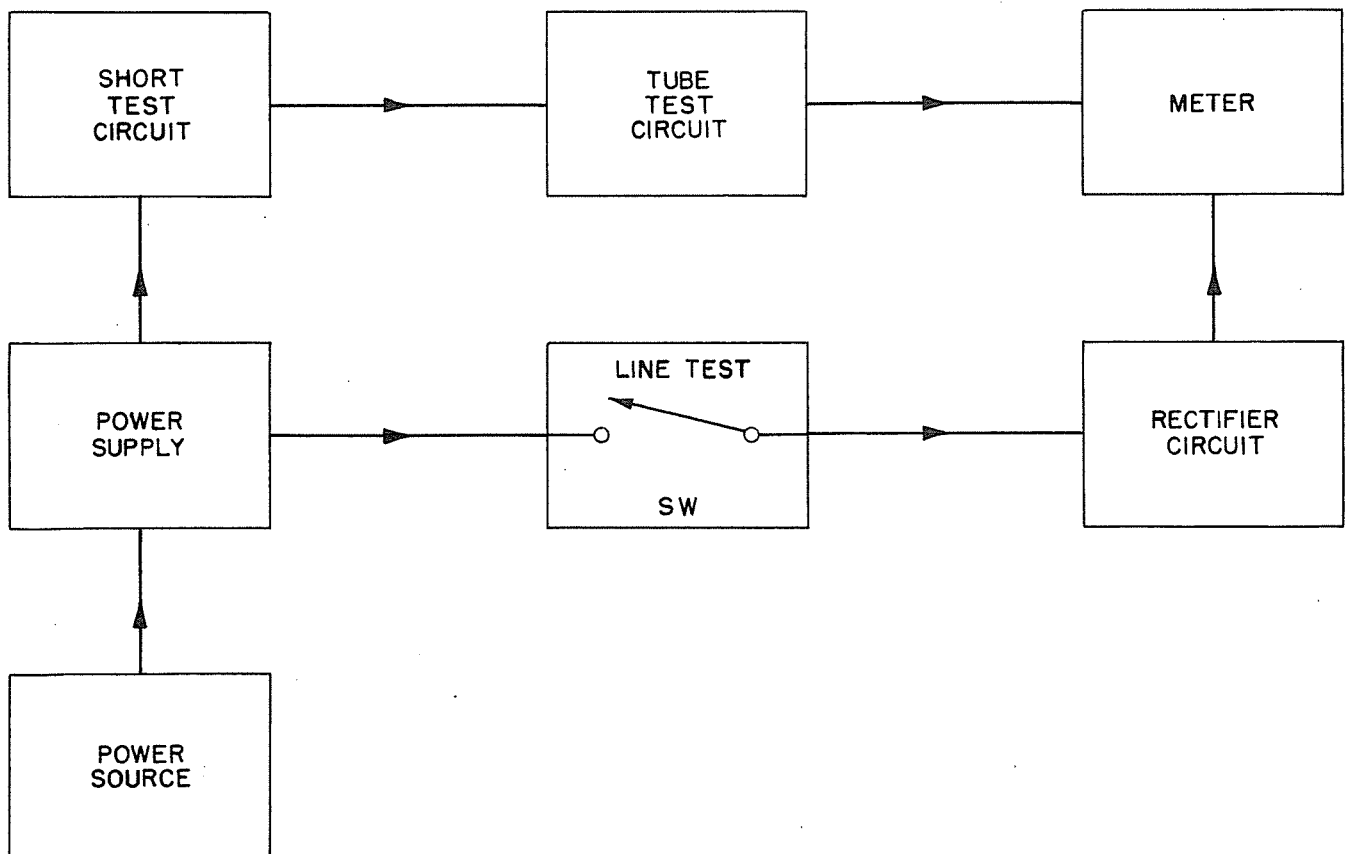 SHORT
TEST
CIRCUIT
TUBE
TEST
CIRCUIT
METER
POWER
SUPPLY
LINE TEST
SW
RECTIFIER
CIRCUIT
POWER
SOURCE